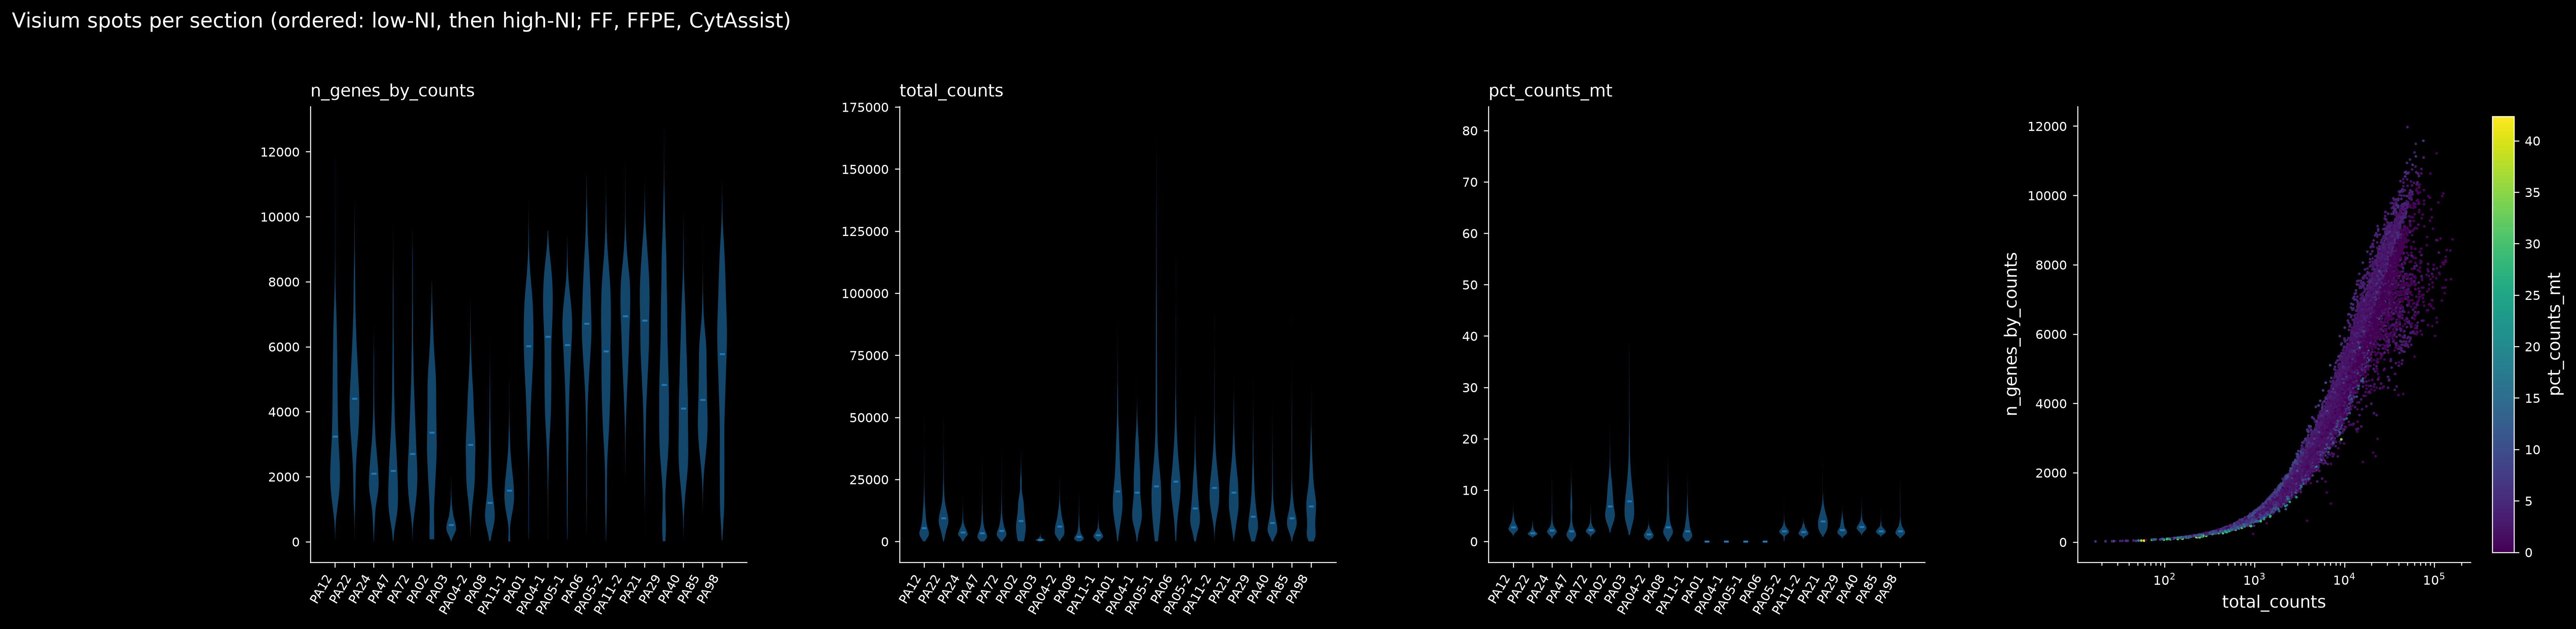 Visium spots per section (ordered: low-NI, then high-NI; FF, FFPE, CytAssist)
n_genes_by_counts
12000
10000
8000
6000
4000
2000
0
PA12
PA22
PA24
PA47
PA72
PA02
PA03
PA04-2
PA08
PA11-1
PA01
PA04-1
PA05-1
PA06
PA05-2
PA11-2
PA21
PA29
PA40
PA85
PA98
total_counts
175000
150000
125000
100000
75000
50000
25000
0
PA12
PA22
PA24
PA47
PA72
PA02
PA03
PA04-2
PA08
PA11-1
PA01
PA04-1
PA05-1
PA06
PA05-2
PA11-2
PA21
PA29
PA40
PA85
PA98
pct_counts_mt
80
70
60
50
40
30
20
10
0
PA12
PA22
PA24
PA47
PA72
PA02
PA03
PA04-2
PA08
PA11-1
PA01
PA04-1
PA05-1
PA06
PA05-2
PA11-2
PA21
PA29
PA40
PA85
PA98
n_genes_by_counts
12000
10000
8000
6000
4000
2000
0
10²
10³
10⁴
10⁵
total_counts
40
35
30
25
20
15
10
5
0
pct_counts_mt